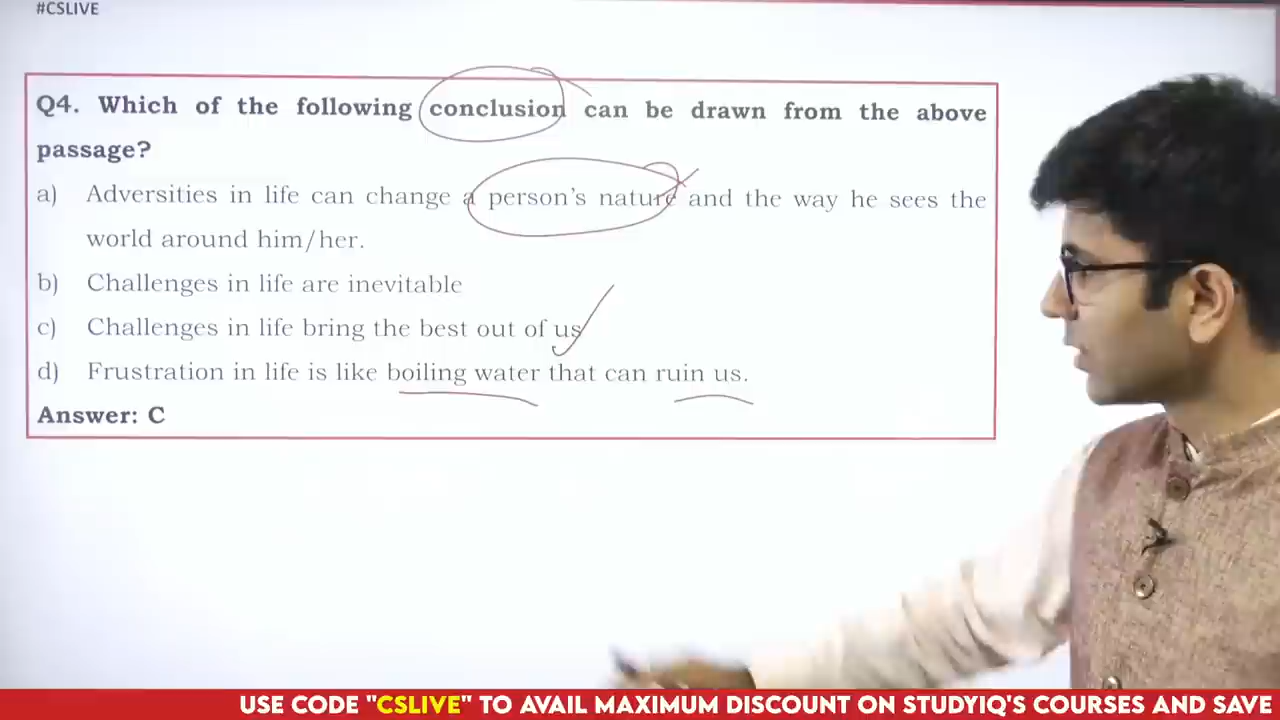 #CSLIVE
Q4. Which of the following conclusion can be drawn from the above
passage?
a) Adversities in life can change a person's nature and the way he sees the
world around him/her.
b) Challenges in life are inevitable
c) Challenges in life bring the best out of us
d) Frustration in life is like boiling water that can ruin us.
Answer: C
USE CODE "CSLIVE" TO AVAIL MAXIMUM DISCOUNT ON STUDYIQ'S COURSES AND SAVE